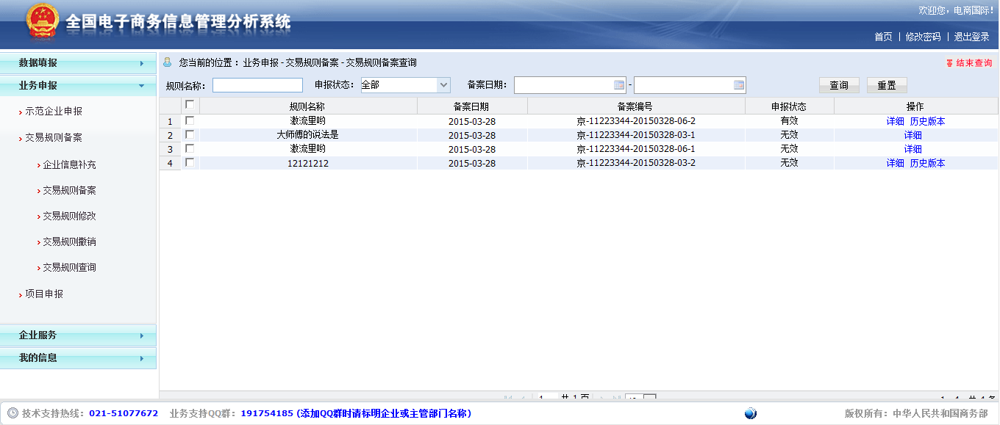 全国电子商务信息管理分析系统
欢迎您，电商国际!
首页 | 修改密码 | 退出登录
数据填报
业务申报
示范企业申报
交易规则备案
企业信息补充
交易规则备案
交易规则修改
交易规则撤销
交易规则查询
项目申报
企业服务
我的信息
您当前的位置： 业务申报 - 交易规则备案 - 交易规则备案查询
结束查询
规则名称: 申报状态: 全部 备案日期: - 查询 重置
规则名称 备案日期 备案编号 申报状态 操作
1 激流里哟 2015-03-28 京-11223344-20150328-06-2 有效 详细 历史版本
2 大师傅的说法是 2015-03-28 京-11223344-20150328-03-1 无效 详细
3 激流里哟 2015-03-28 京-11223344-20150328-06-1 无效 详细
4 12121212 2015-03-28 京-11223344-20150328-03-2 无效 详细 历史版本
1 共 1 页
技术支持热线: 021-51077672 业务支持QQ群: 191754185 (添加QQ群时请标明企业或主管部门名称)
版权所有: 中华人民共和国商务部